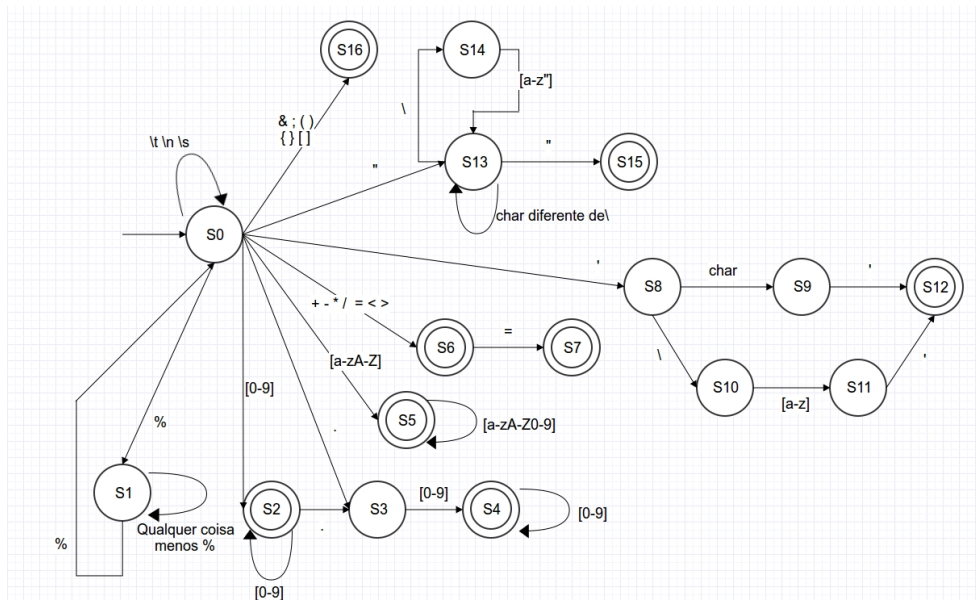 S16
S14
[a-z"]
\
& ; ( )
{ } [ ]
\t \n \s
"
S13
"
S15
char diferente de\
S0
'
S8
char
S9
'
S12
+ - * / = < >
S6
=
S7
\
[a-zA-Z]
S10
[a-z]
S11
'
[0-9]
S5
[a-zA-Z0-9]
%
.
S1
S2
.
S3
[0-9]
S4
[0-9]
Qualquer coisa
menos %
%
[0-9]